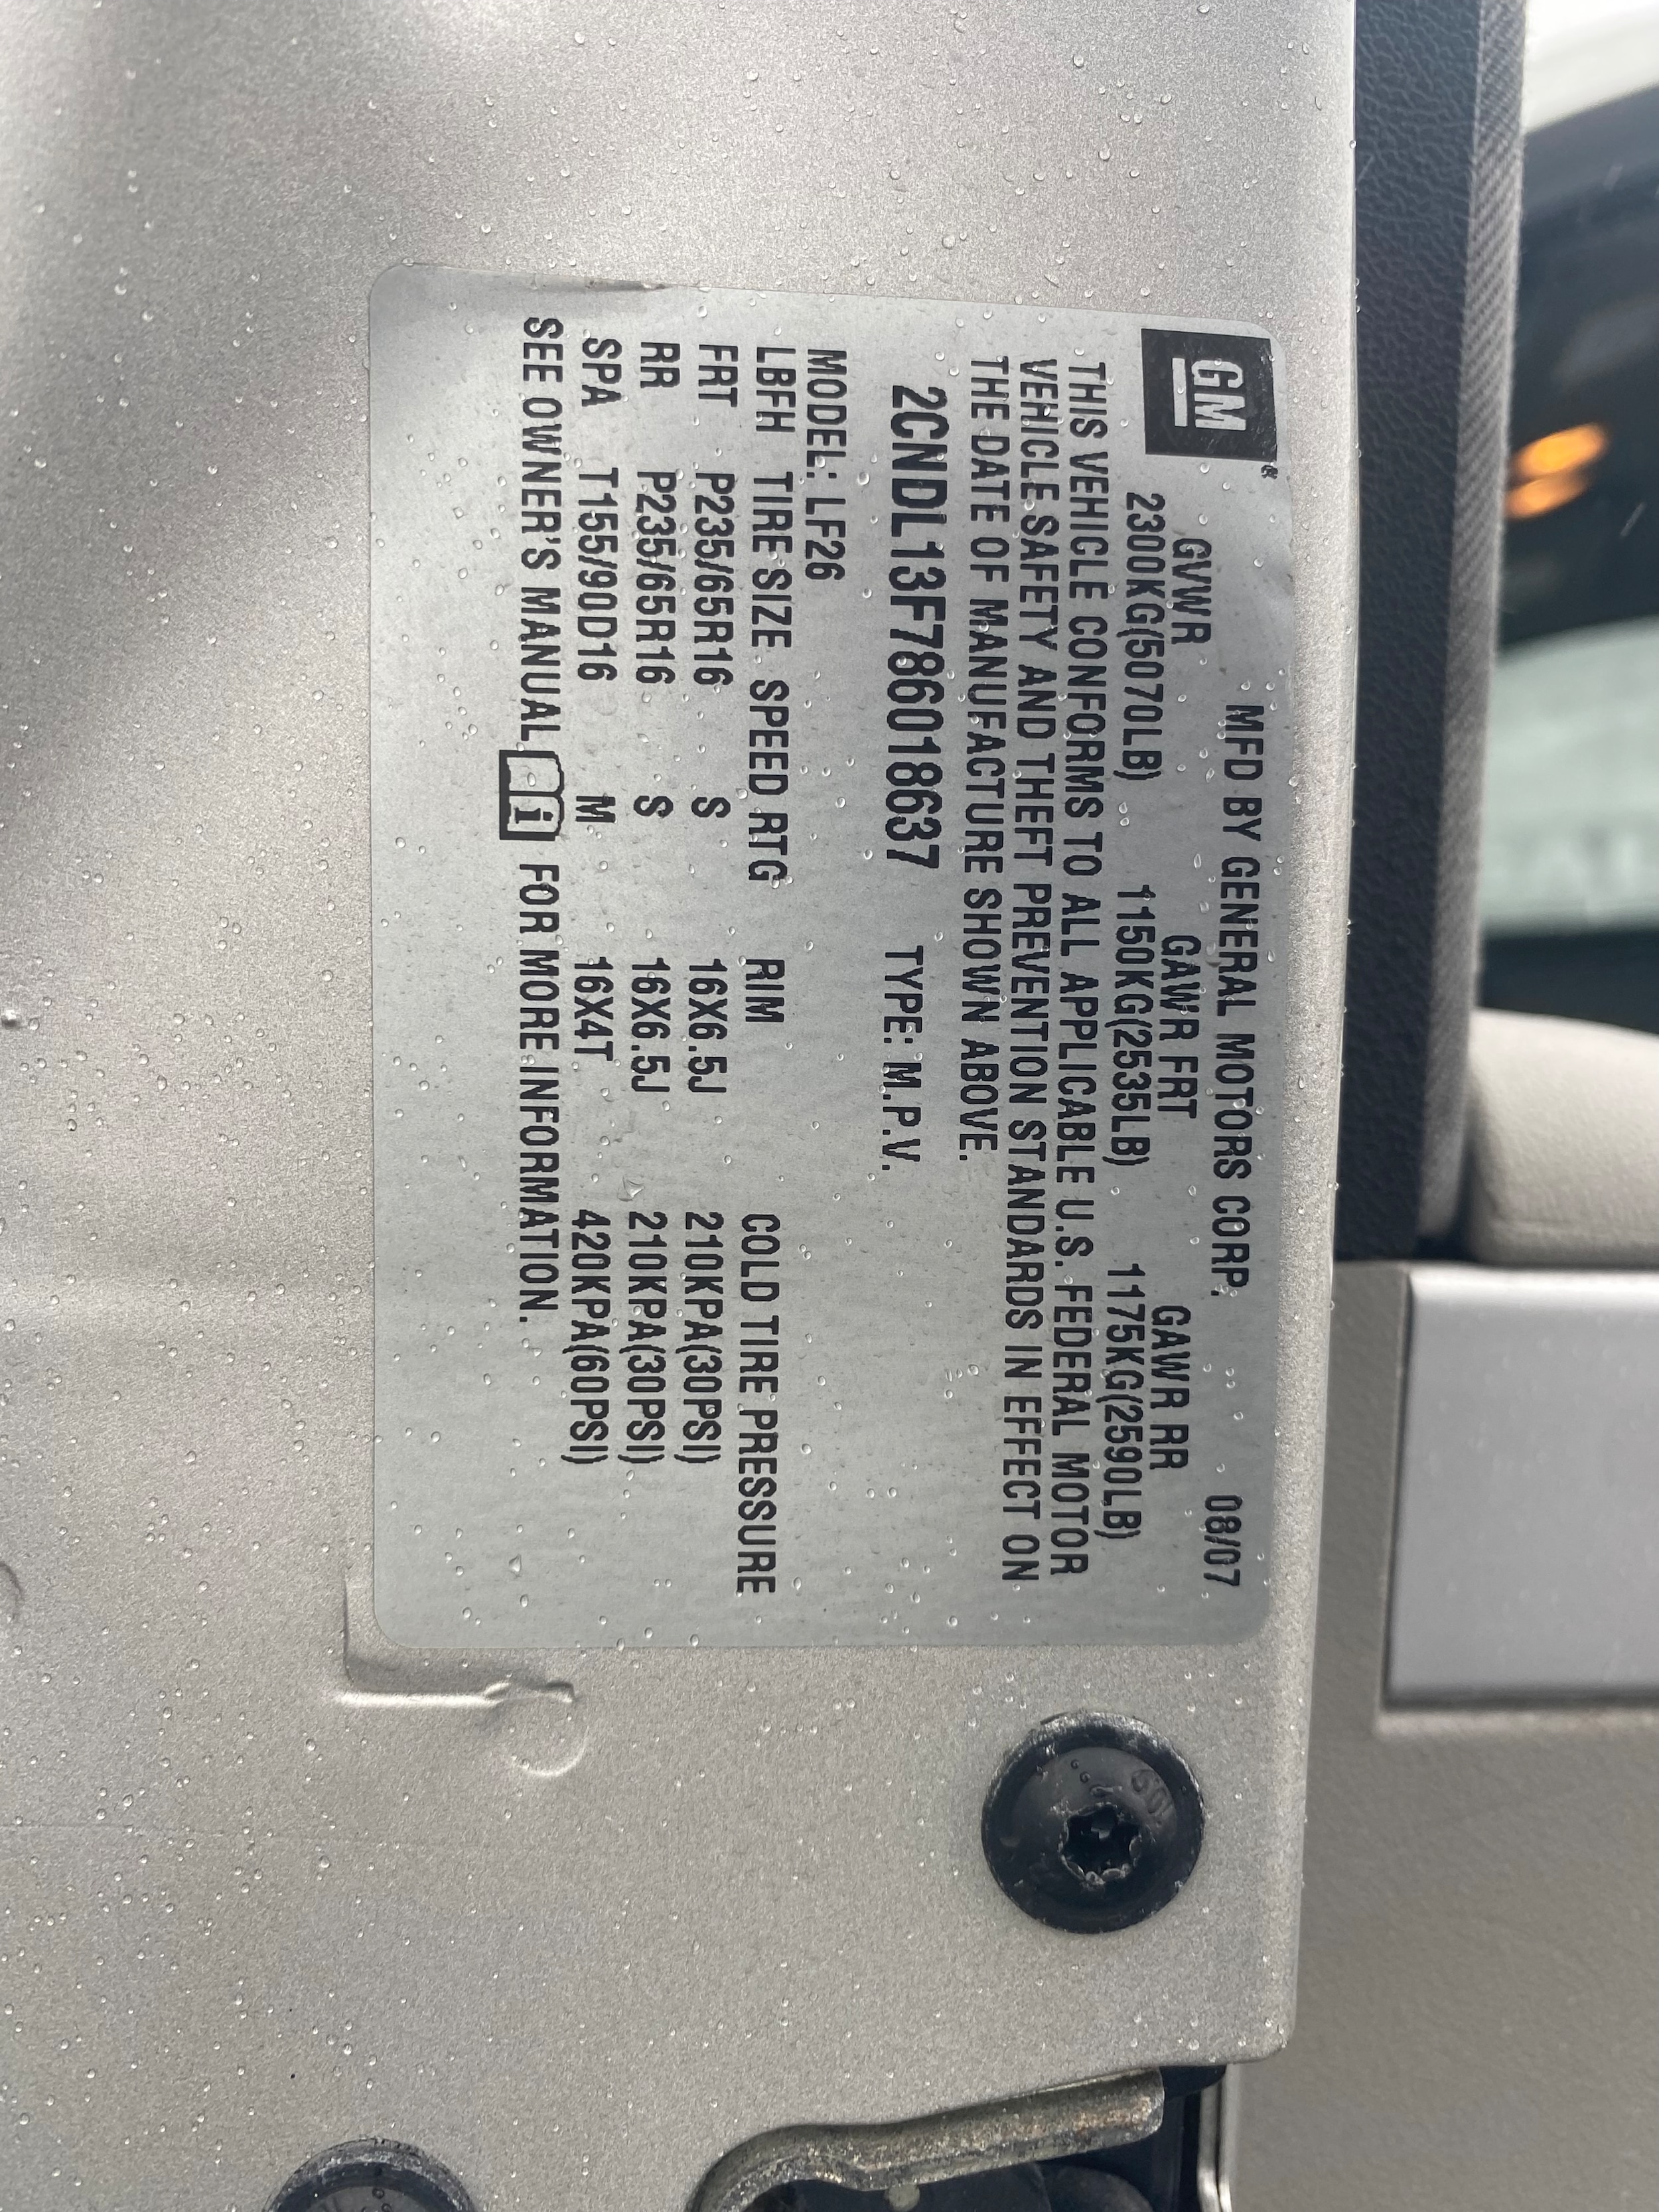 GM
MFD BY GENERAL MOTORS CORP. 08/07
GVWR GAWR FRT GAWR RR
2300KG(5070LB) 1150KG(2535LB) 1175KG(2590LB)
THIS VEHICLE CONFORMS TO ALL APPLICABLE U.S. FEDERAL MOTOR
VEHICLE SAFETY AND THEFT PREVENTION STANDARDS IN EFFECT ON
THE DATE OF MANUFACTURE SHOWN ABOVE.
2CNDL13F786018637 TYPE: M.P.V.
MODEL: LF26
LBFH TIRE SIZE SPEED RTG RIM COLD TIRE PRESSURE
FRT P235/65R16 S 16X6.5J 210KPA(30PSI)
RR P235/65R16 S 16X6.5J 210KPA(30PSI)
SPA T155/90D16 M 16X4T 420KPA(60PSI)
SEE OWNER'S MANUAL i FOR MORE INFORMATION.